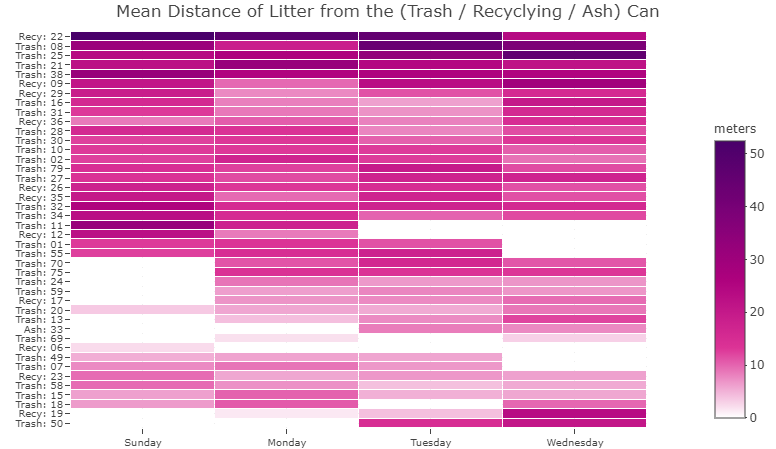 Mean Distance of Litter from the (Trash / Recyclying / Ash) Can
Recy: 22
Trash: 08
Trash: 25
Trash: 21
Trash: 38
Recy: 09
Recy: 29
Trash: 16
Trash: 31
Recy: 36
Trash: 28
Trash: 30
Trash: 10
Trash: 02
Trash: 79
Trash: 27
Recy: 26
Recy: 35
Trash: 32
Trash: 34
Trash: 11
Recy: 12
Trash: 01
Trash: 55
Trash: 70
Trash: 75
Trash: 24
Trash: 59
Recy: 17
Trash: 20
Trash: 13
Ash: 33
Trash: 69
Recy: 06
Trash: 49
Trash: 07
Recy: 23
Trash: 58
Trash: 15
Trash: 18
Recy: 19
Trash: 50
Sunday
Monday
Tuesday
Wednesday
meters
50
40
30
20
10
0